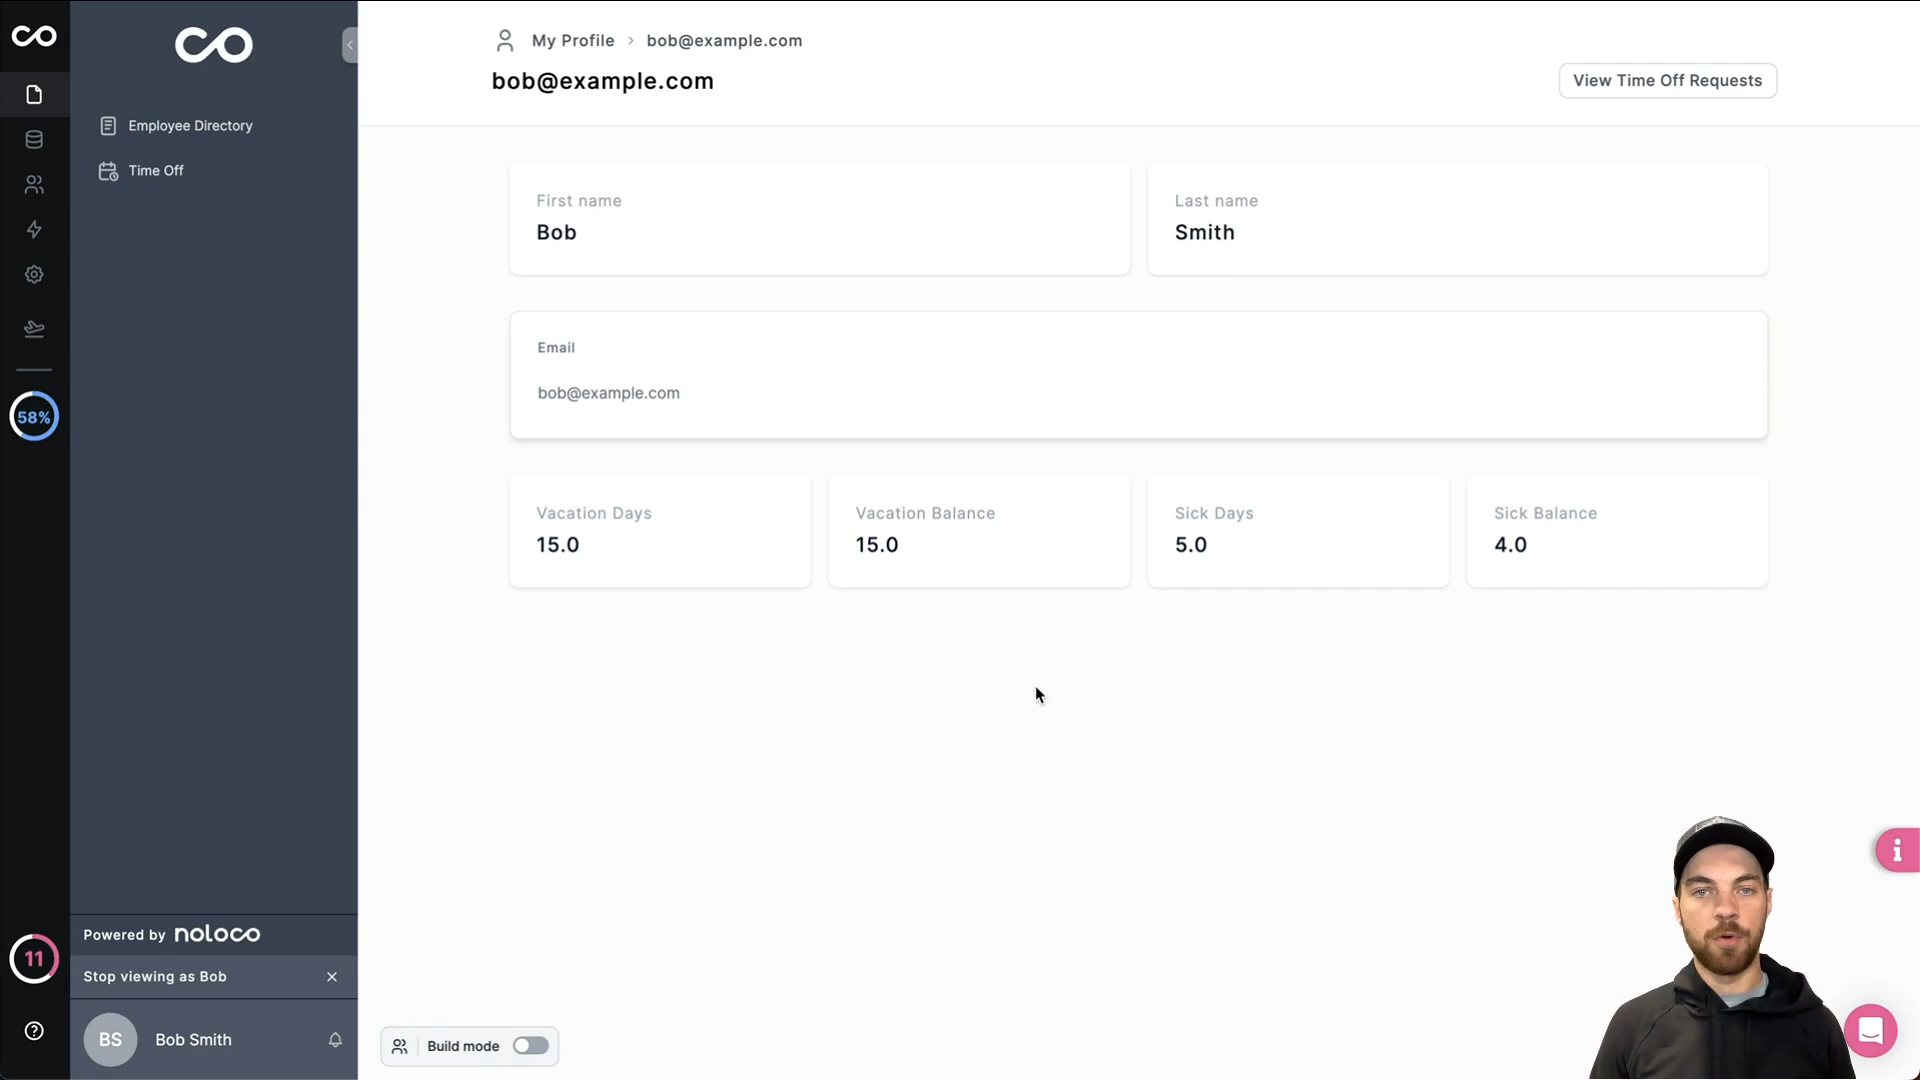 My Profile > bob@example.com
bob@example.com
View Time Off Requests
Employee Directory
Time Off
First name
Bob
Last name
Smith
Email
bob@example.com
58%
Vacation Days
15.0
Vacation Balance
15.0
Sick Days
5.0
Sick Balance
4.0
Powered by noloco
11
Stop viewing as Bob
BS
Bob Smith
Build mode